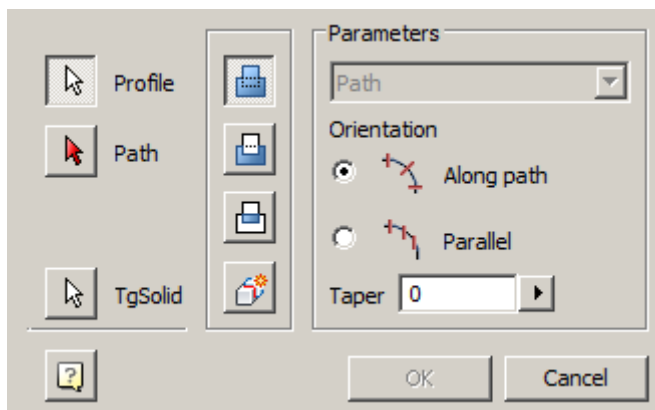 Parameters
Profile
Path
Path
Orientation
Along path
Parallel
TgSolid
Taper 0
?
OK
Cancel